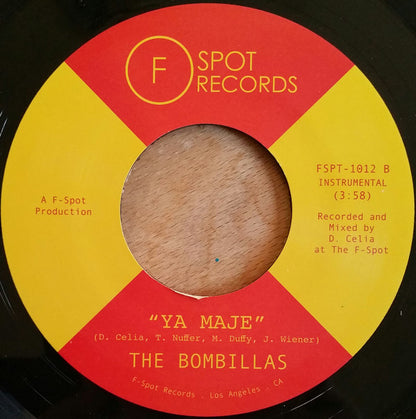 F SPOT
RECORDS
A F-Spot
Production
FSPT-1012 B
INSTRUMENTAL
(3:58)
Recorded and
Mixed by
D. Celia
at The F-Spot
"YA MAJE"
(D. Celia, T. Nuffer, M. Duffy, J. Wiener)
THE BOMBILLAS
F-Spot Records . Los Angeles . CA